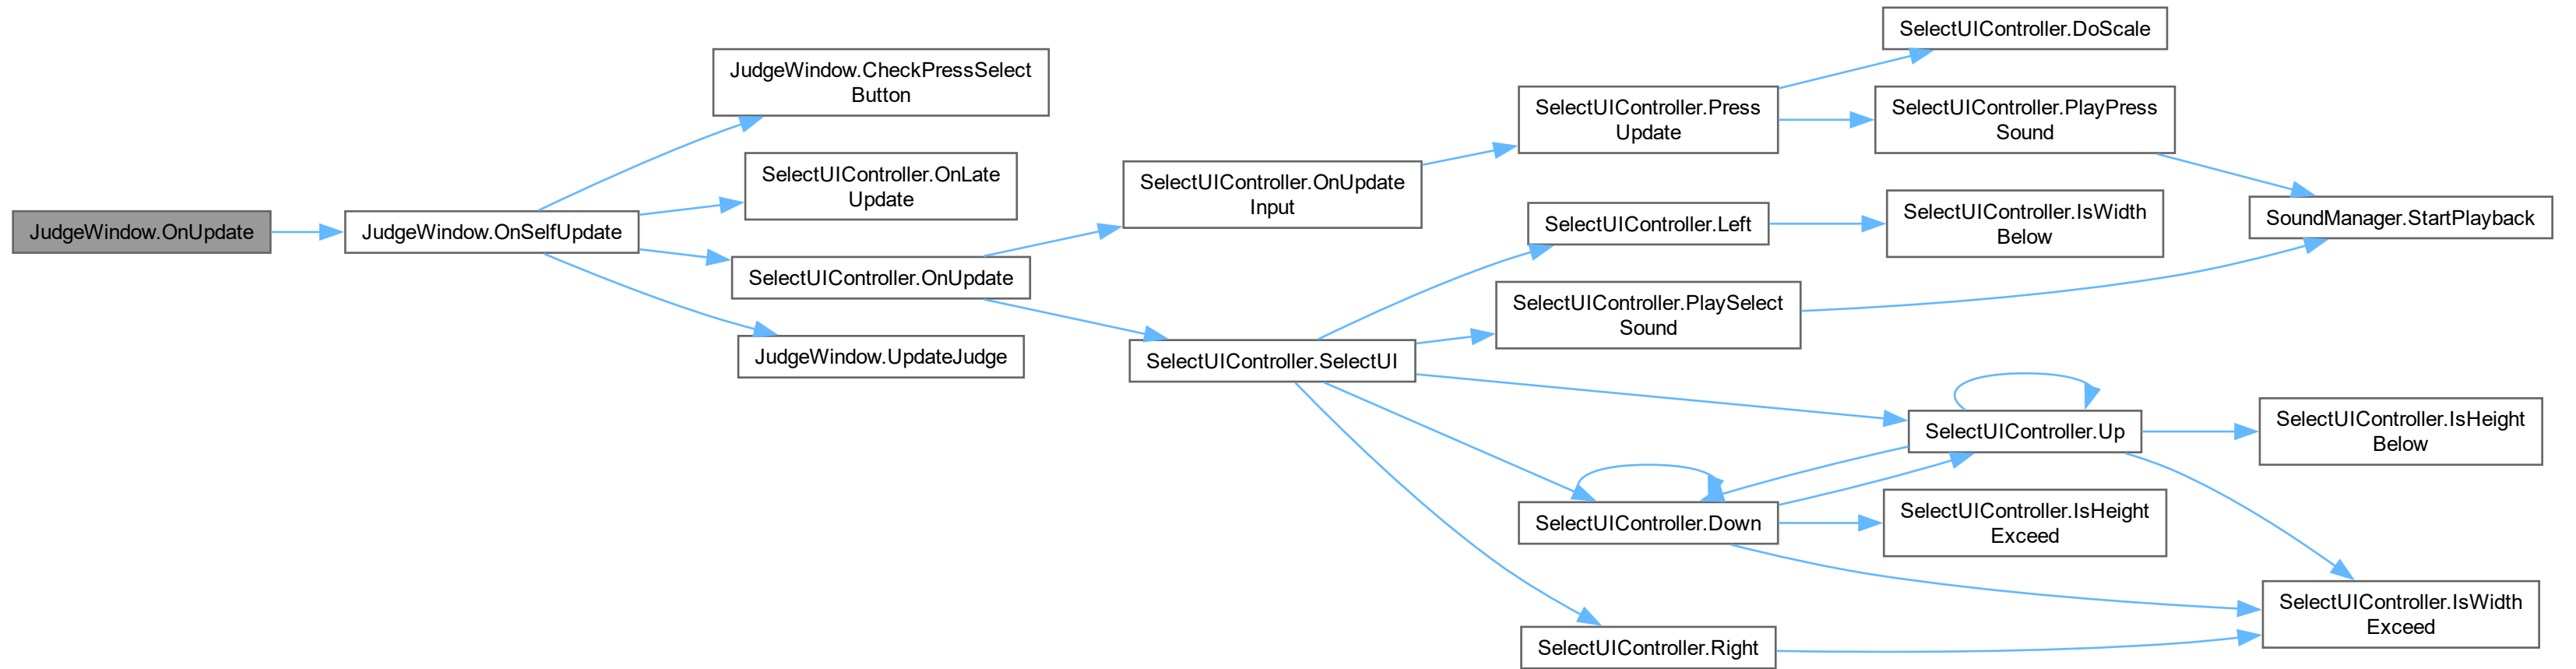 JudgeWindow.OnUpdate
JudgeWindow.OnSelfUpdate
JudgeWindow.CheckPressSelect
Button
SelectUIController.OnLate
Update
SelectUIController.OnUpdate
JudgeWindow.UpdateJudge
SelectUIController.OnUpdate
Input
SelectUIController.SelectUI
SelectUIController.Press
Update
SelectUIController.Left
SelectUIController.PlaySelect
Sound
SelectUIController.Down
SelectUIController.Right
SelectUIController.DoScale
SelectUIController.PlayPress
Sound
SelectUIController.IsWidth
Below
SelectUIController.Up
SelectUIController.IsHeight
Exceed
SoundManager.StartPlayback
SelectUIController.IsHeight
Below
SelectUIController.IsWidth
Exceed